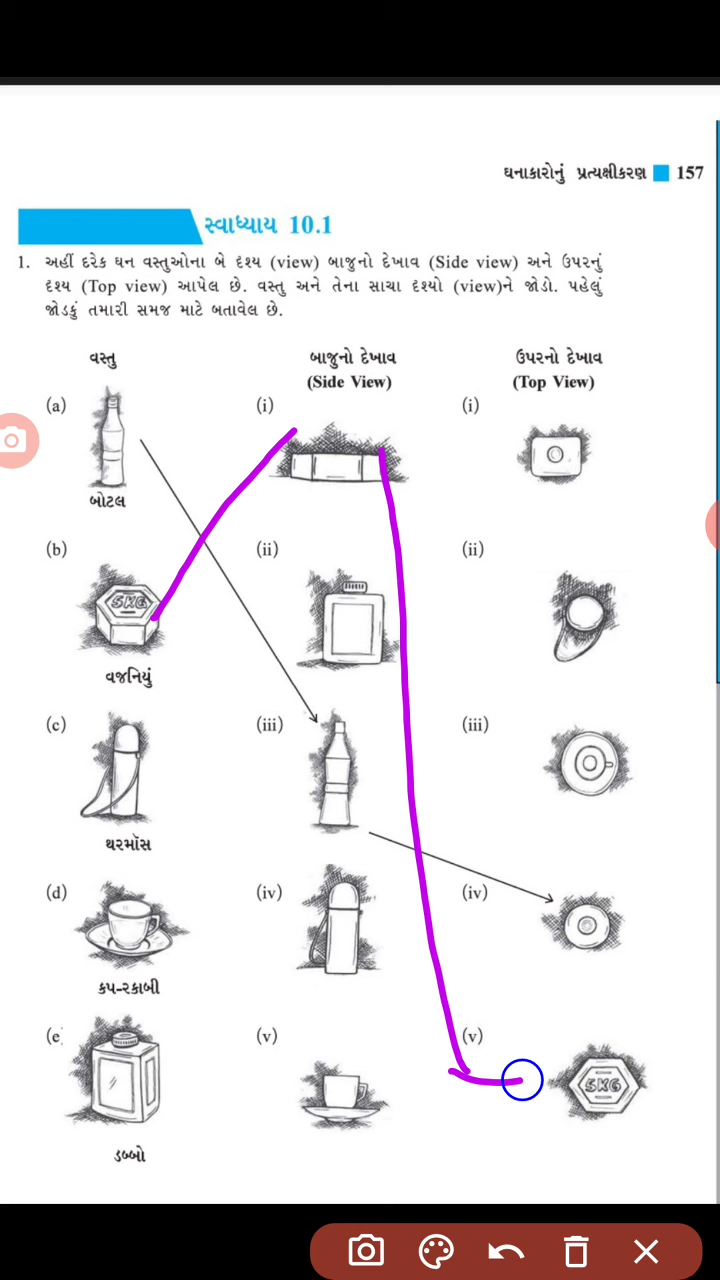 ઘનાકારોનું પ્રત્યક્ષીકરણ 157
સ્વાધ્યાય 10.1
1. અહીં દરેક ઘન વસ્તુઓના બે દૃશ્ય (view) બાજુનો દેખાવ (Side view) અને ઉપરનું
દૃશ્ય (Top view) આપેલ છે. વસ્તુ અને તેના સાચા દૃશ્યો (view)ને જોડો. પહેલું
જોડકું તમારી સમજ માટે બતાવેલ છે.
વસ્તુ બાજુનો દેખાવ ઉપરનો દેખાવ
(Side View) (Top View)
(a) (i) (i)
બોટલ
(b) (ii) (ii)
5KG
વજનિયું
(c) (iii) (iii)
થરમૉસ
(d) (iv) (iv)
કપ-રકાબી
(e (v) (v)
5KG
ડબ્બો